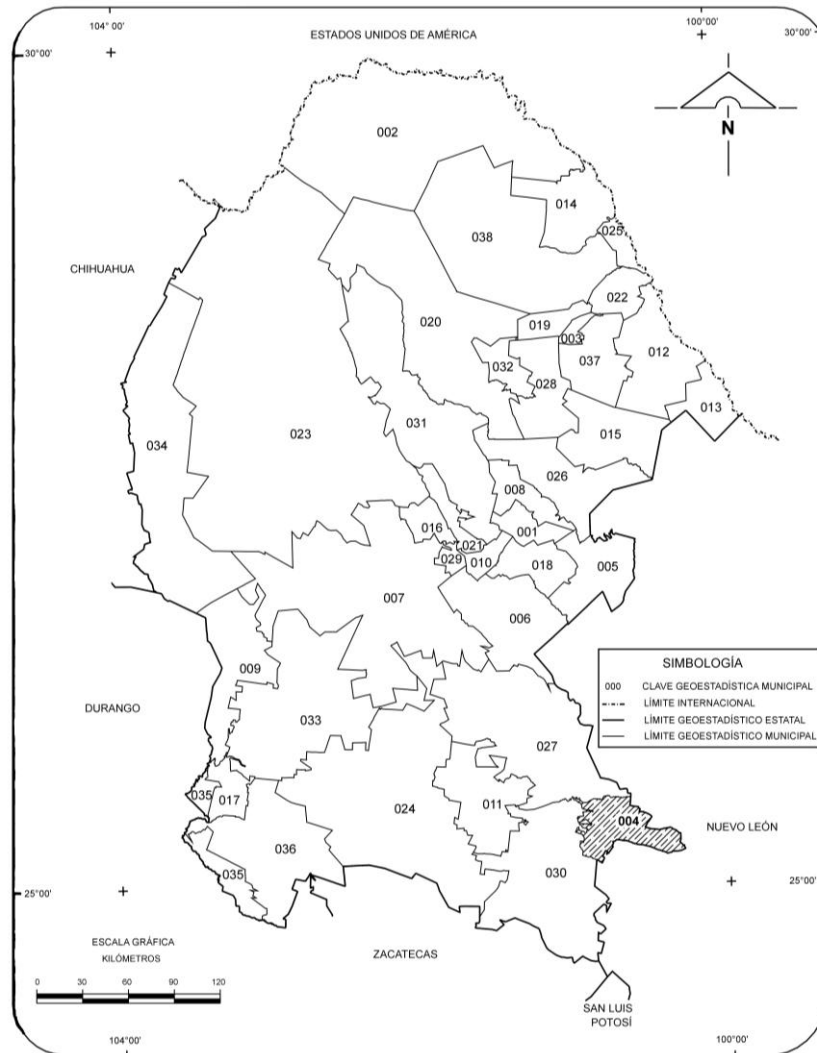 104° 00'
100°00'
30°00'
ESTADOS UNIDOS DE AMÉRICA
30°00'
N
002
014
038
025
CHIHUAHUA
022
020
019
003
012
032
037
028
013
031
015
034
023
026
008
016
001
021
029
010
018
005
007
006
009
SIMBOLOGÍA
000 CLAVE GEOESTADÍSTICA MUNICIPAL
LÍMITE INTERNACIONAL
LÍMITE GEOESTADÍSTICO ESTATAL
LÍMITE GEOESTADÍSTICO MUNICIPAL
DURANGO
033
027
035
017
024
011
004
NUEVO LEÓN
036
035
030
25°00'
25°00'
ESCALA GRÁFICA
KILÓMETROS
0 30 60 90 120
ZACATECAS
SAN LUIS
POTOSÍ
104°00'
100°00'